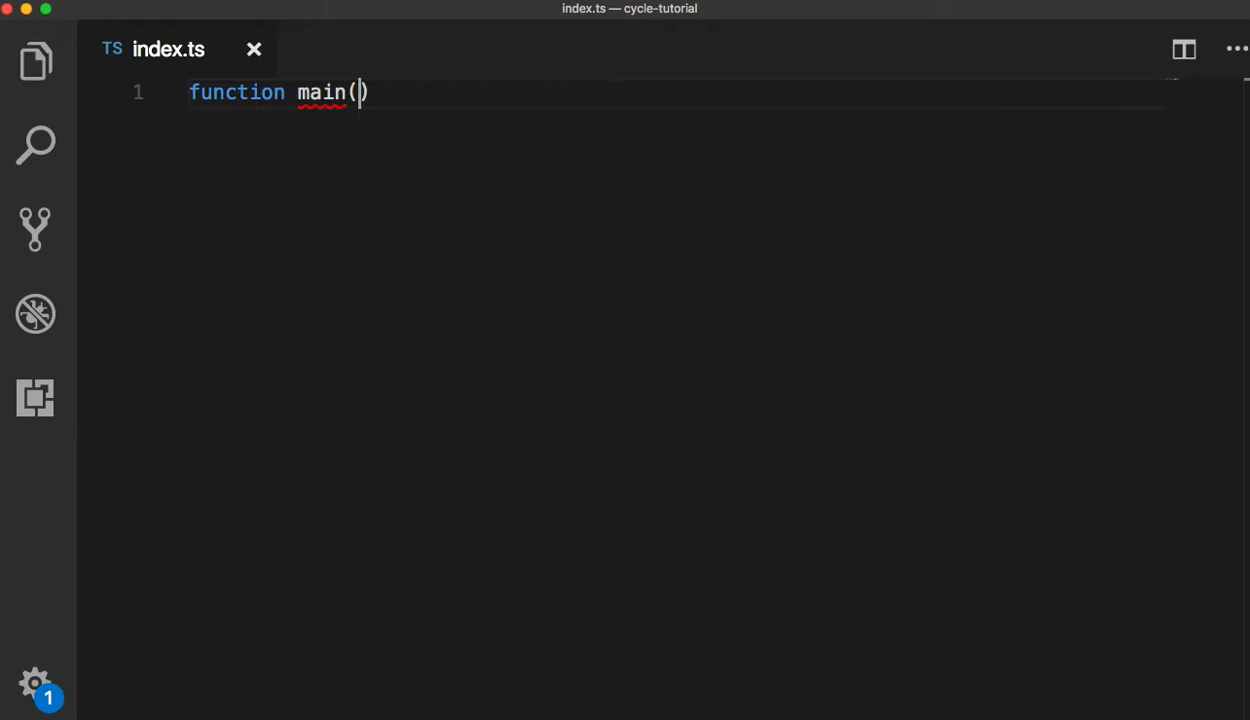 index.ts — cycle-tutorial
TS index.ts
1 function main()
1